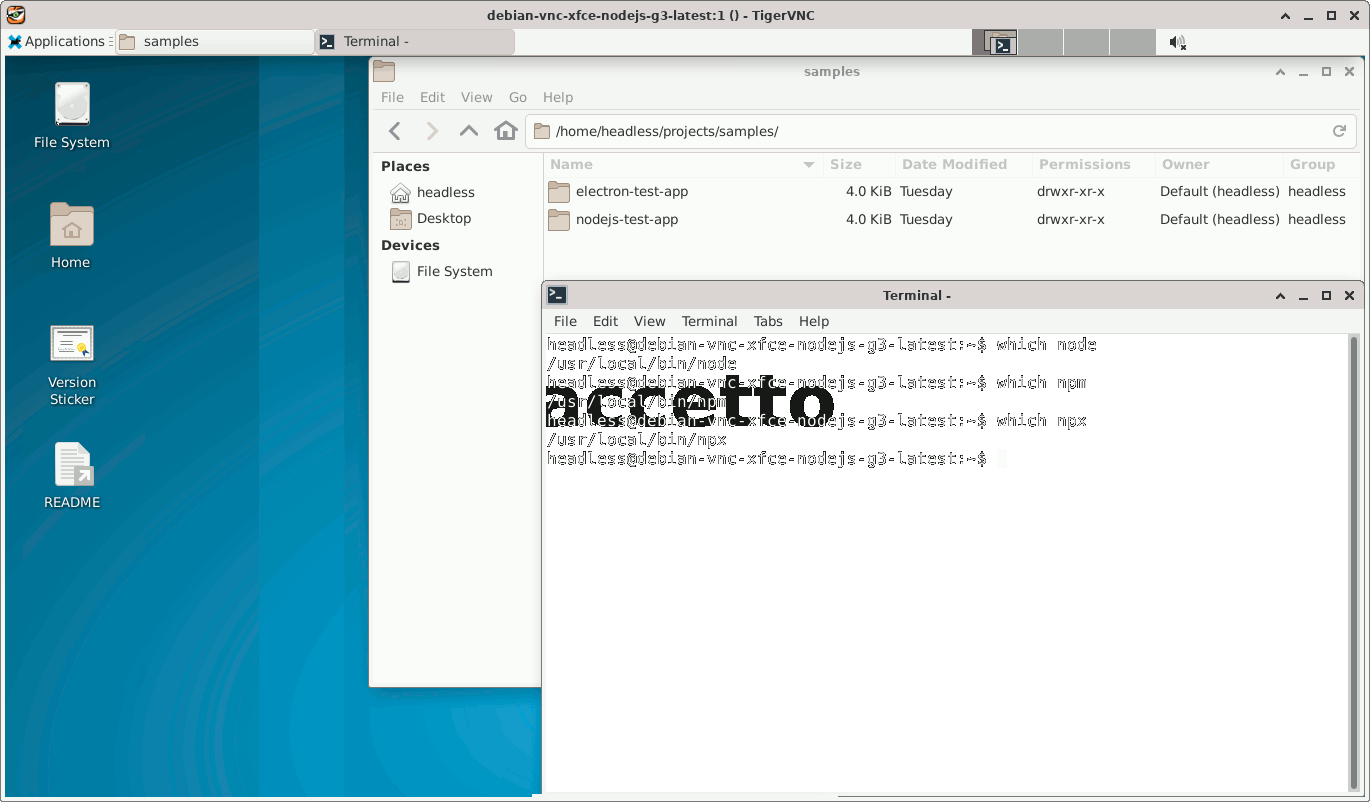 debian-vnc-xfce-nodejs-g3-latest:1 () - TigerVNC
Applications samples Terminal -
File System
Home
Version
Sticker
README
samples
File Edit View Go Help
/home/headless/projects/samples/
Places
headless
Desktop
Devices
File System
Name Size Date Modified Permissions Owner Group
electron-test-app 4.0 KiB Tuesday drwxr-xr-x Default (headless) headless
nodejs-test-app 4.0 KiB Tuesday drwxr-xr-x Default (headless) headless
Terminal -
File Edit View Terminal Tabs Help
headless@debian-vnc-xfce-nodejs-g3-latest:~$ which node
/usr/local/bin/node
headless@debian-vnc-xfce-nodejs-g3-latest:~$ which npm
/usr/local/bin/npm
headless@debian-vnc-xfce-nodejs-g3-latest:~$ which npx
/usr/local/bin/npx
headless@debian-vnc-xfce-nodejs-g3-latest:~$
accetto